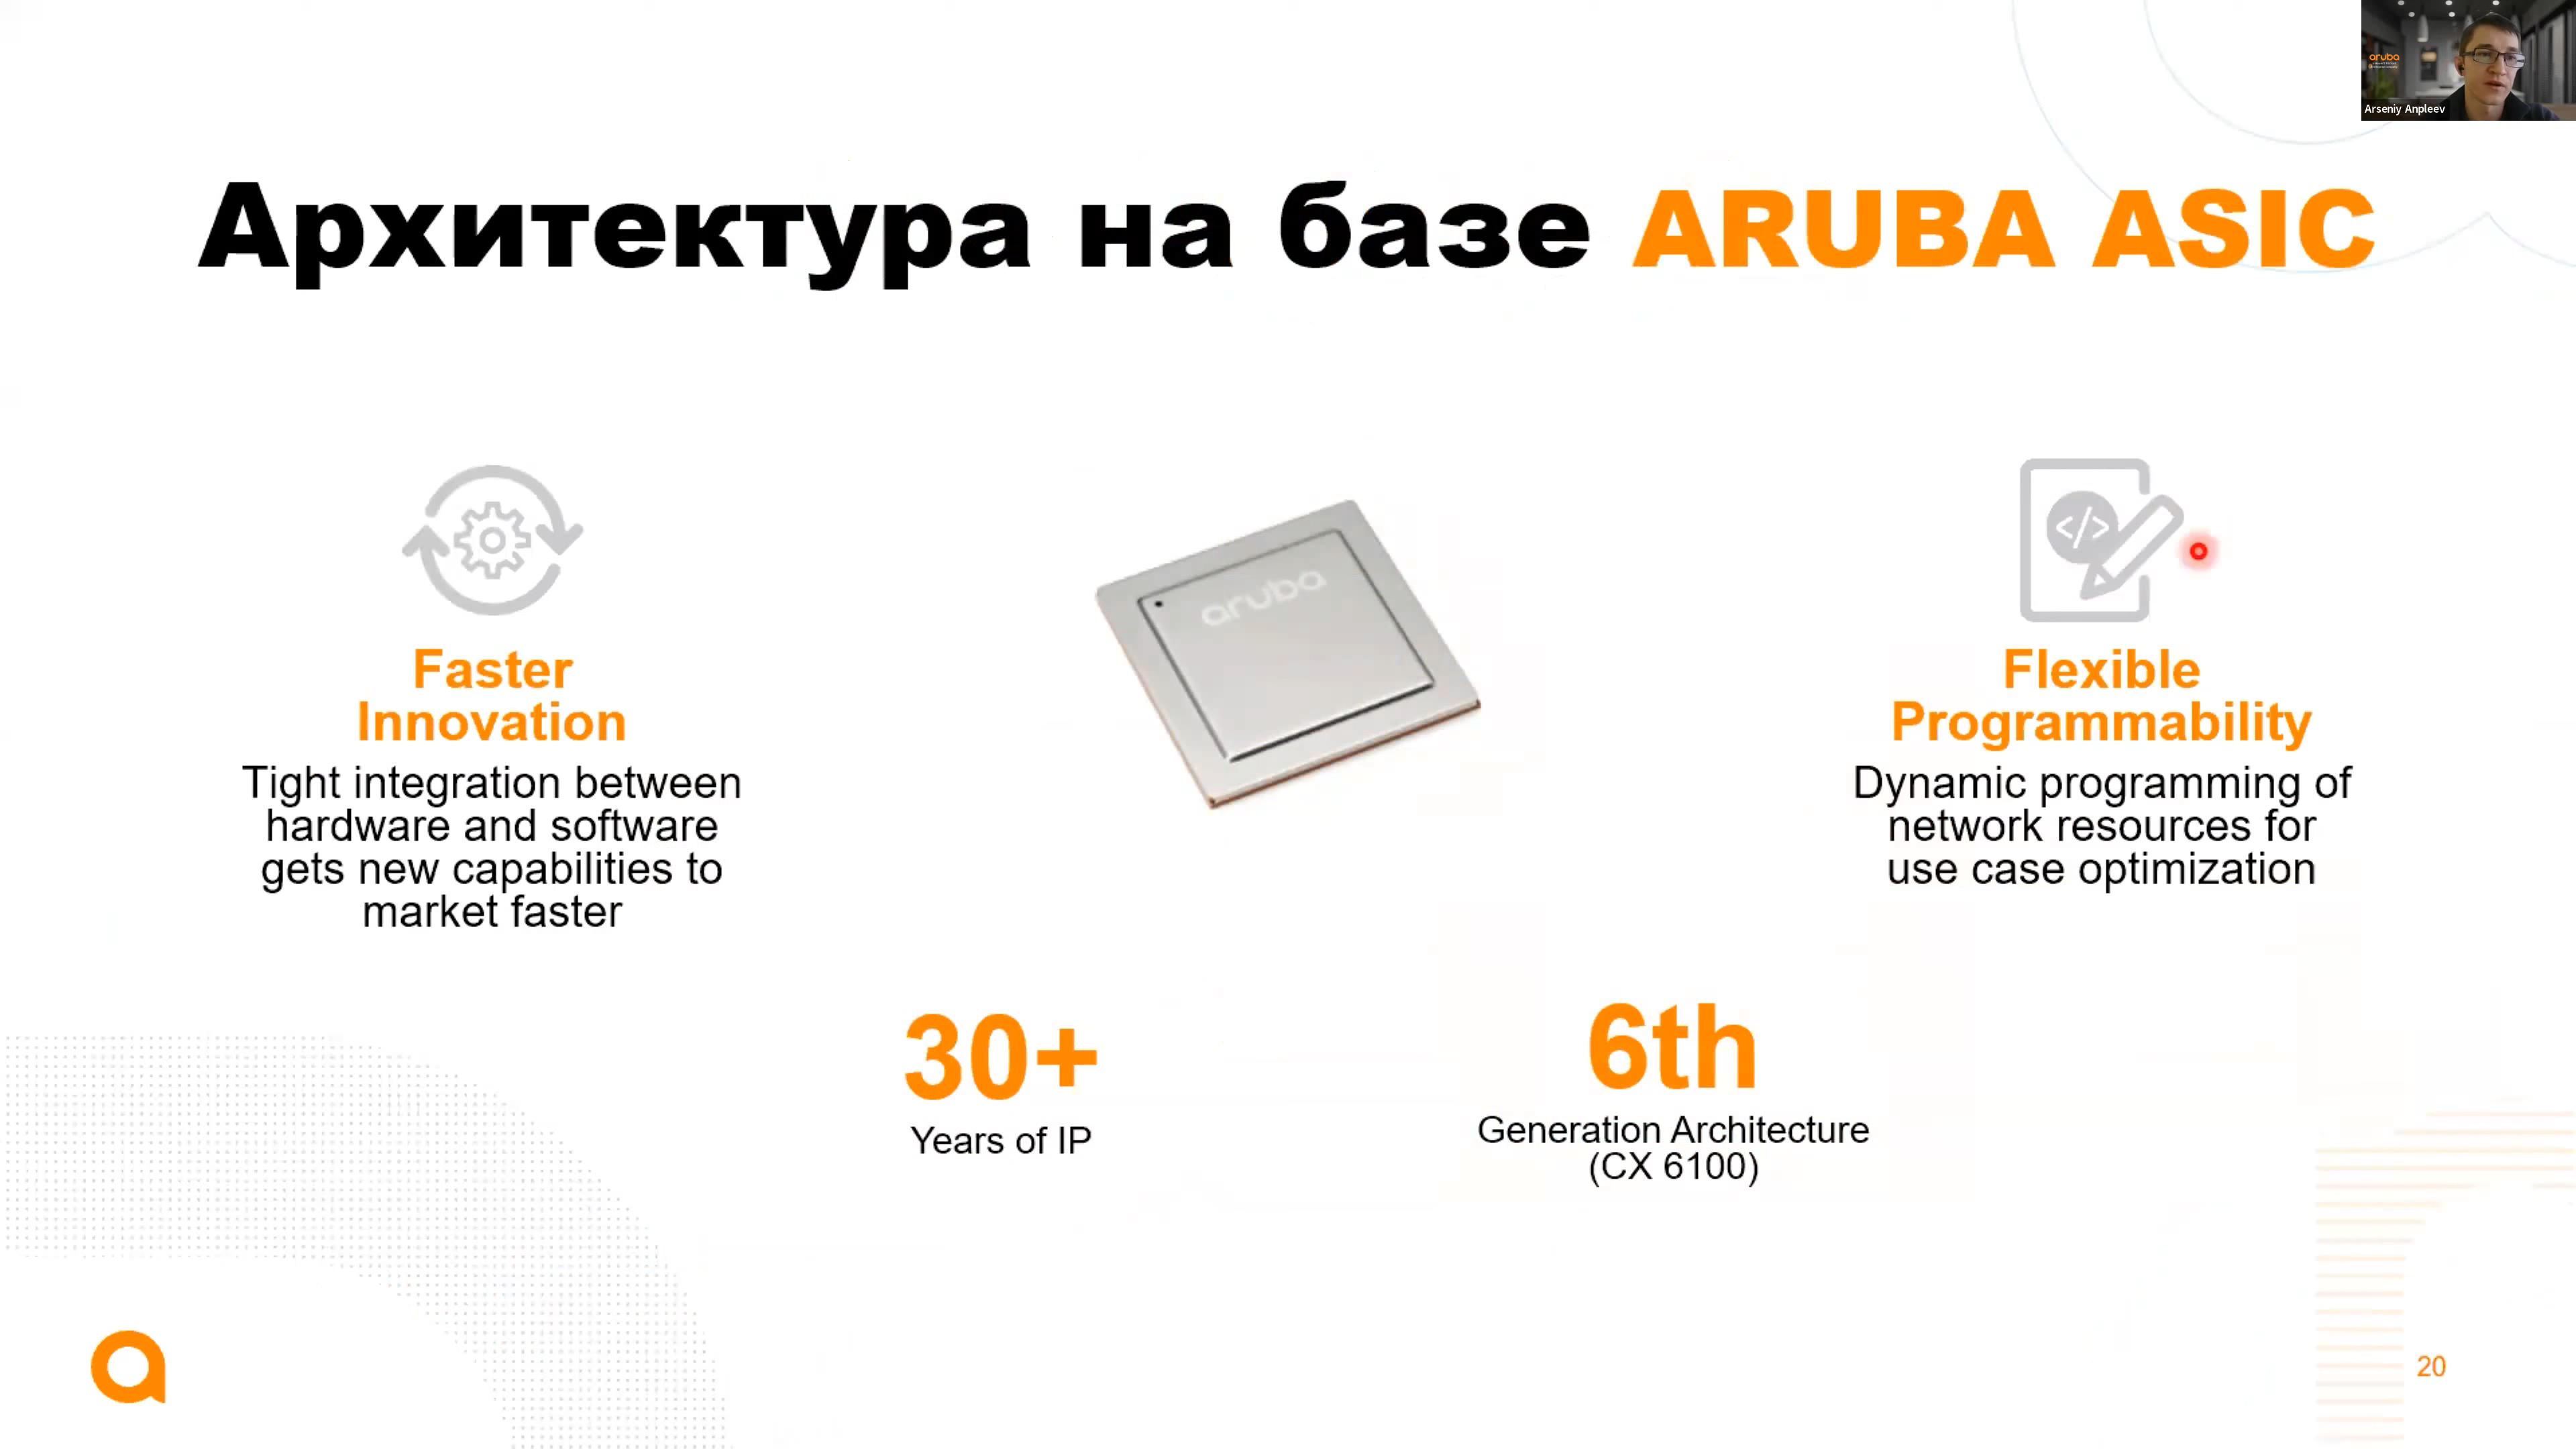 aruba
Arseniy Anpleev
Архитектура на базе ARUBA ASIC
aruba
</>
Faster
Innovation
Tight integration between
hardware and software
gets new capabilities to
market faster
Flexible
Programmability
Dynamic programming of
network resources for
use case optimization
30+
Years of IP
6th
Generation Architecture
(CX 6100)
20